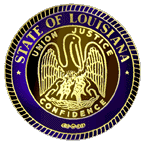 STATE OF LOUISIANA
UNION JUSTICE
CONFIDENCE